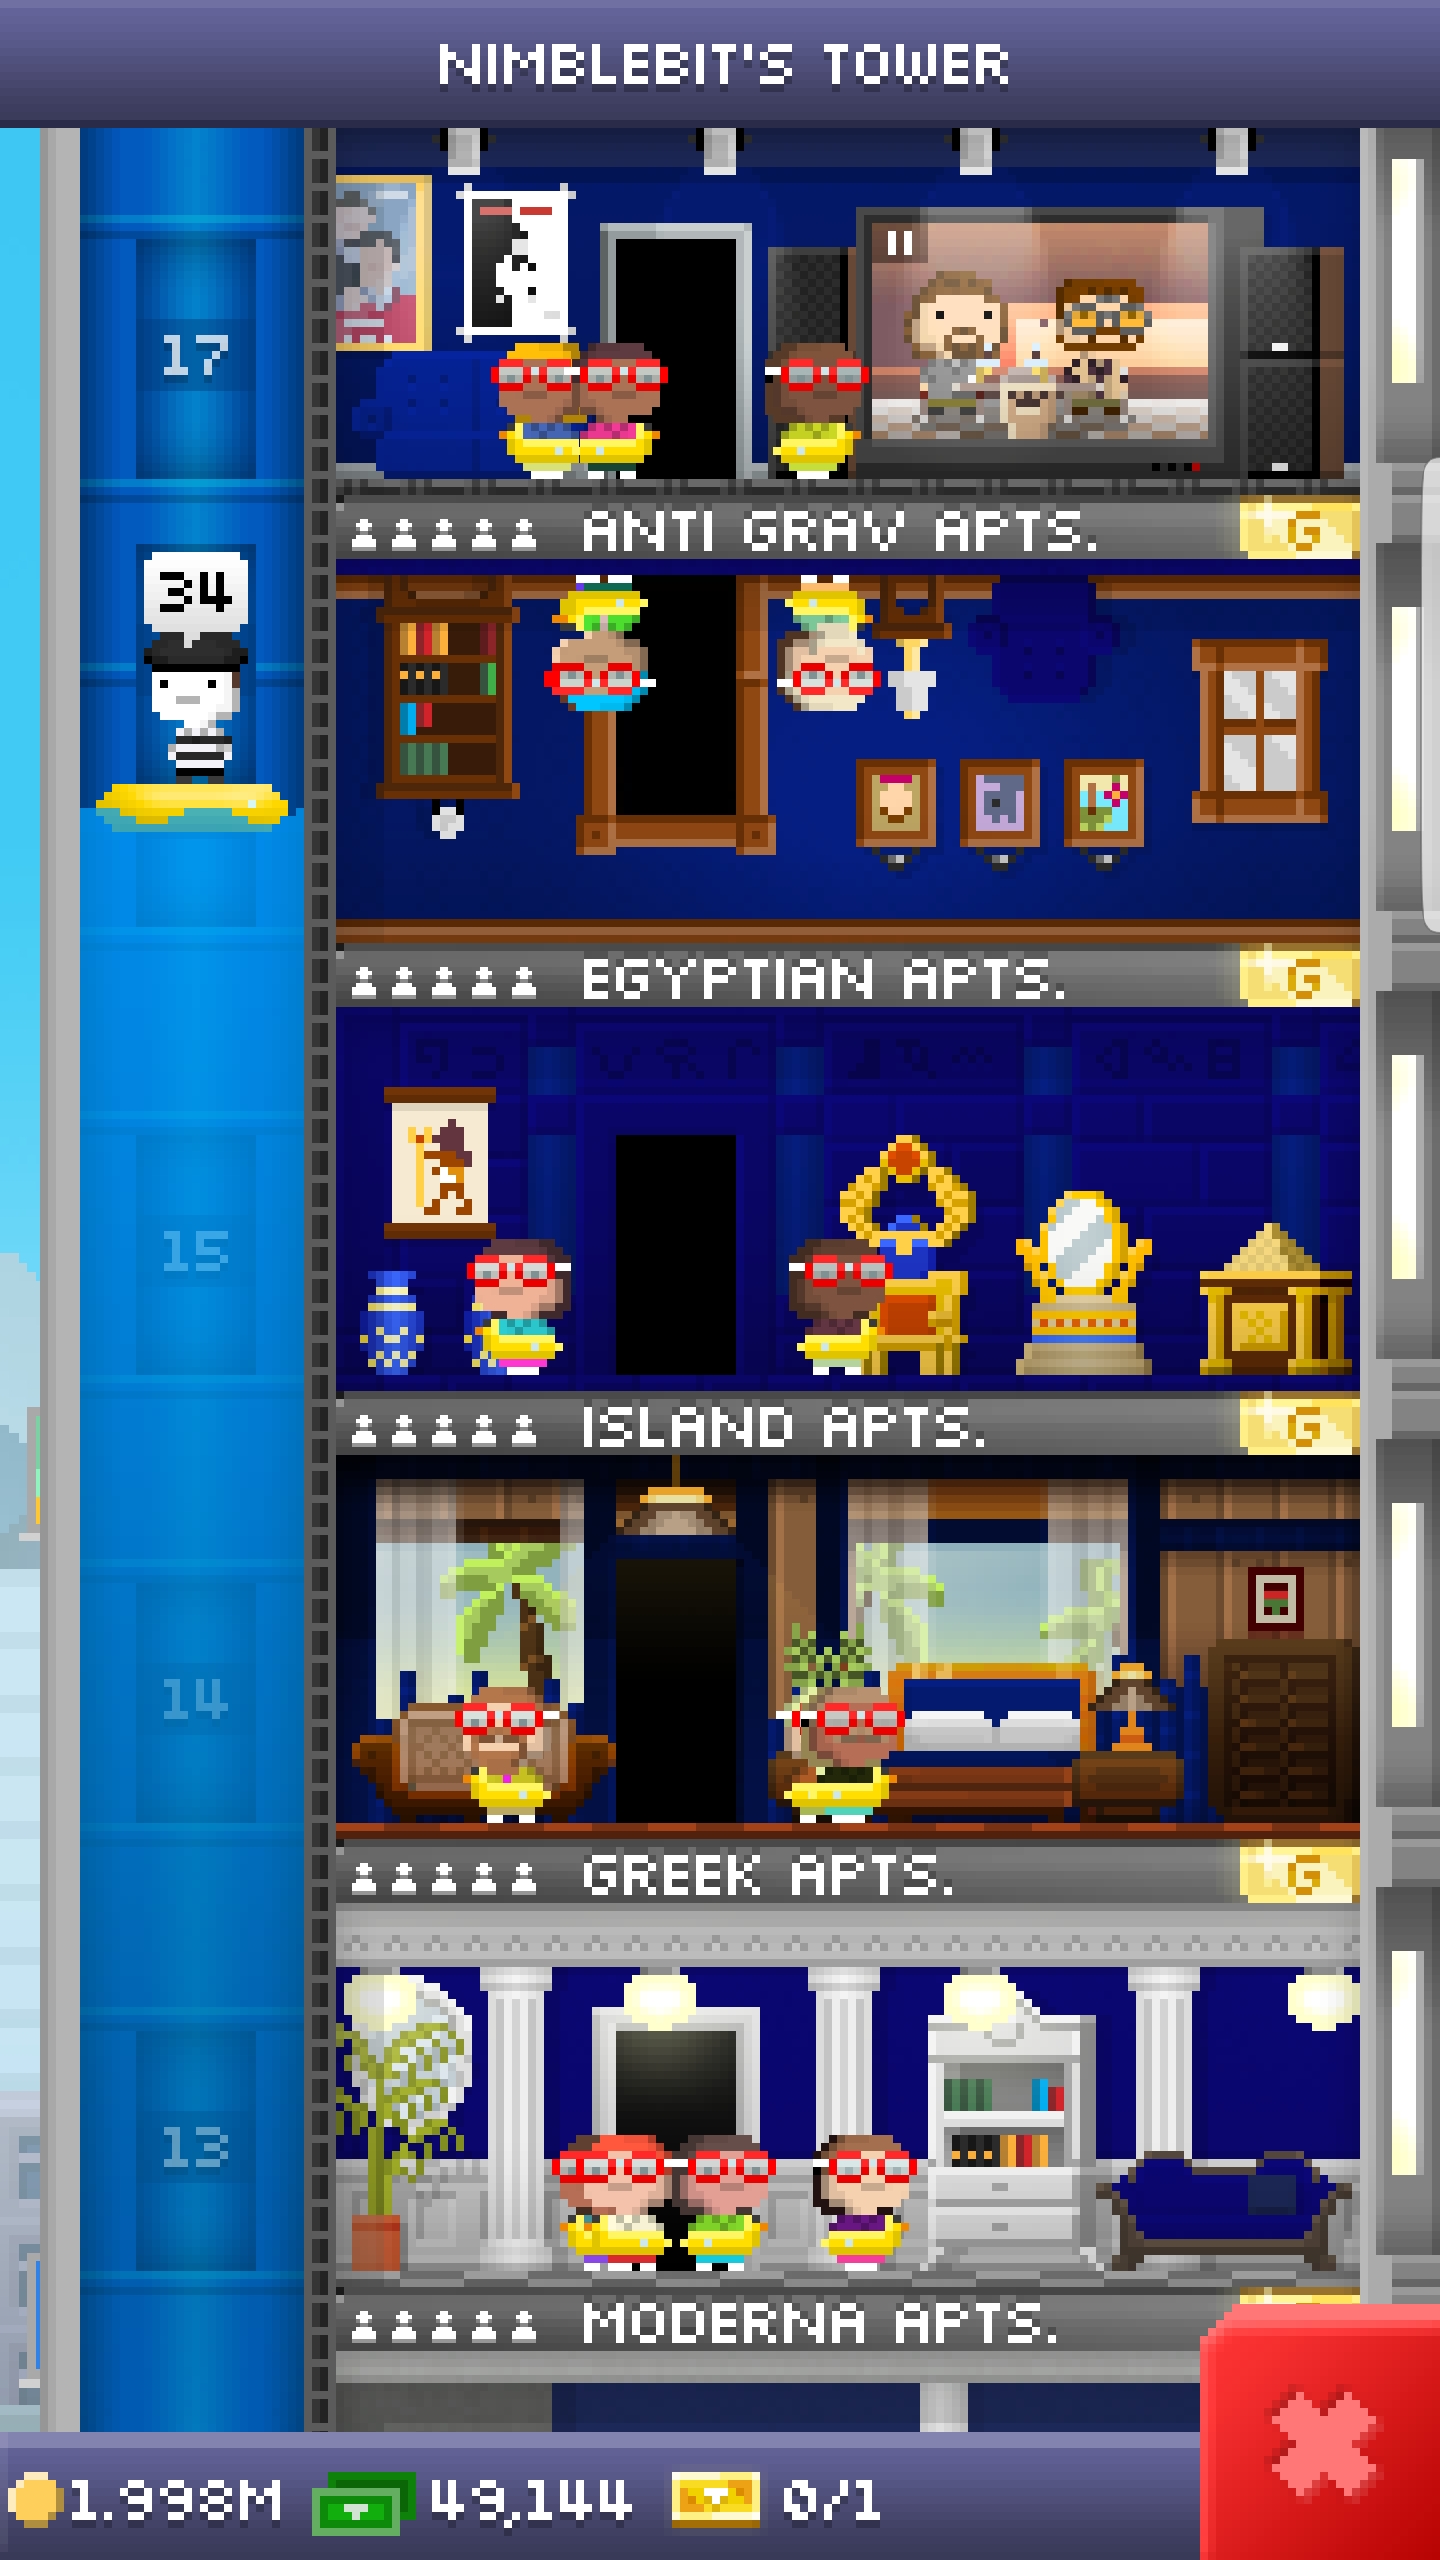 NIMBLEBIT'S TOWER
17
ANTI GRAV APTS.
G
34
EGYPTIAN APTS.
G
15
ISLAND APTS.
G
14
GREEK APTS.
G
13
MODERNA APTS.
1.998M 49,144 0/1